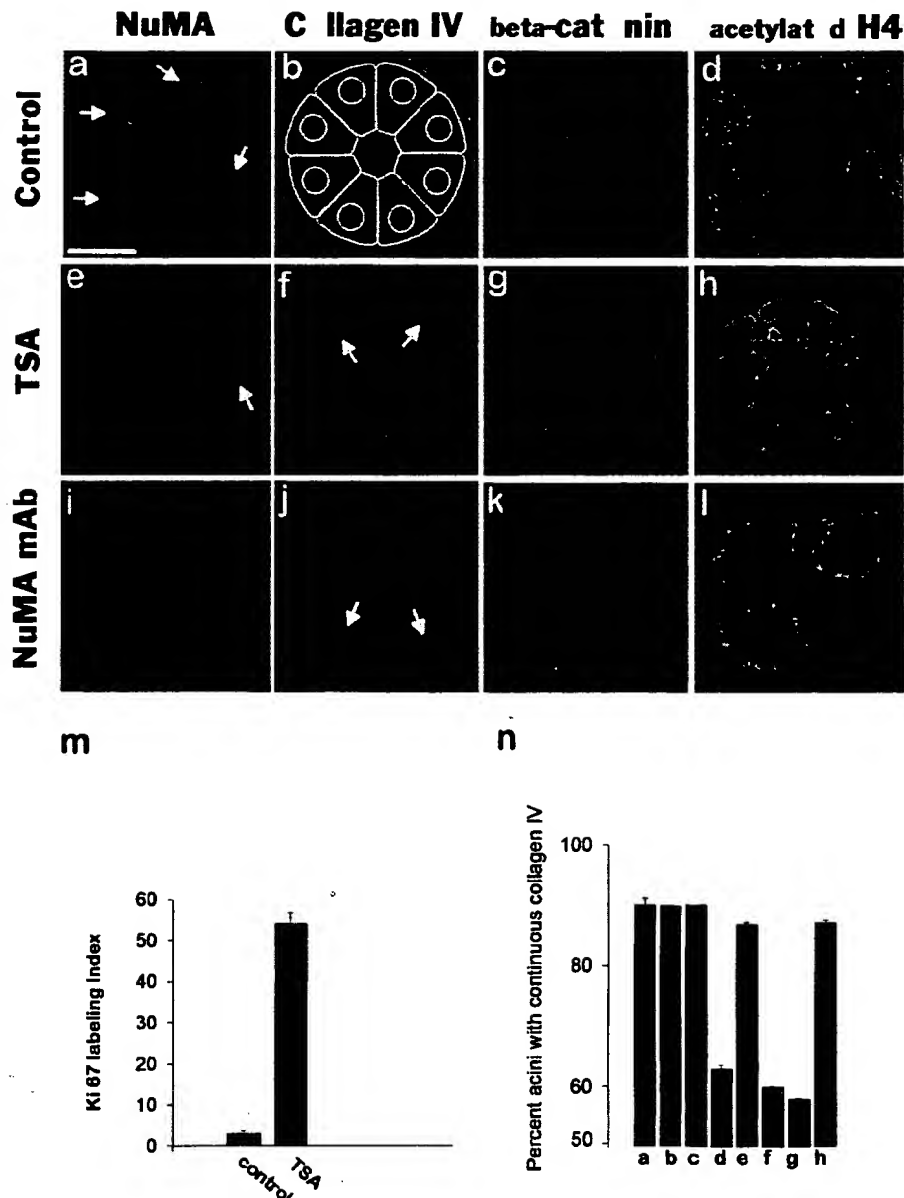 NuMA C llagen IV beta-cat nin acetylat d H4
Control
a b c d
TSA
e f g h
NuMA mAb
i j k l
m n
Ki 67 labeling Index
60
50
40
30
20
10
0
control TSA
Percent acini with continuous collagen IV
100
80
60
50
a b c d e f g h